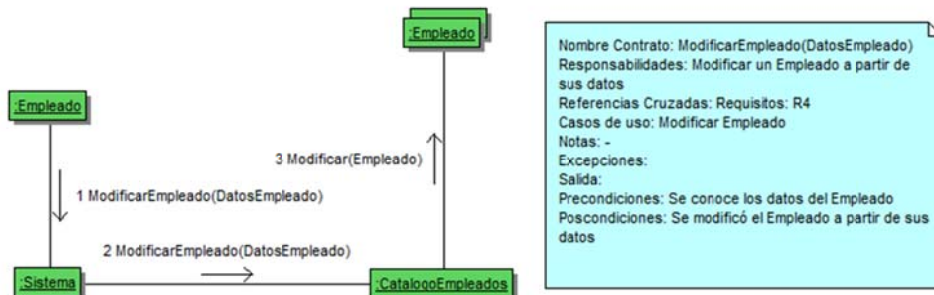 :Empleado
:Empleado
3 Modificar(Empleado)
1 ModificarEmpleado(DatosEmpleado)
2 ModificarEmpleado(DatosEmpleado)
:Sistema
:CatalogoEmpleados
Nombre Contrato: ModificarEmpleado(DatosEmpleado)
Responsabilidades: Modificar un Empleado a partir de
sus datos
Referencias Cruzadas: Requisitos: R4
Casos de uso: Modificar Empleado
Notas: -
Excepciones:
Salida:
Precondiciones: Se conoce los datos del Empleado
Poscondiciones: Se modificó el Empleado a partir de sus
datos